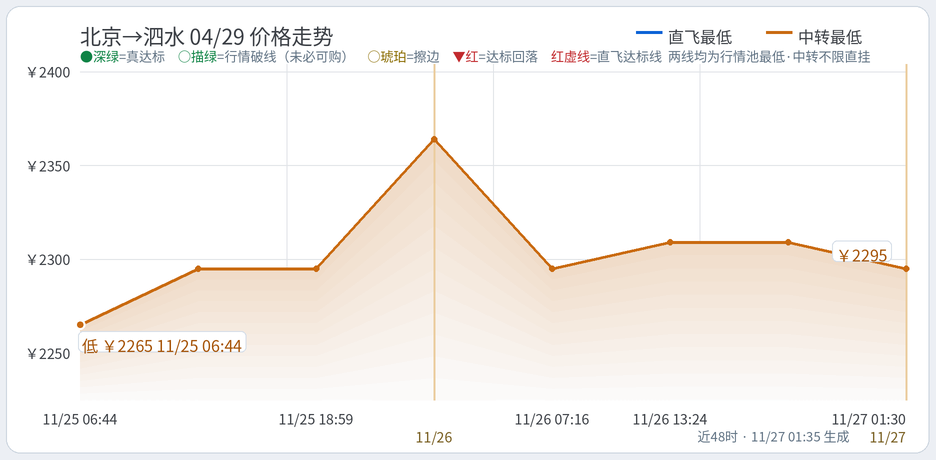 北京→泗水 04/29 价格走势
直飞最低 中转最低
●深绿=真达标 ○描绿=行情破线（未必可购） ○琥珀=擦边 ▼红=达标回落 红虚线=直飞达标线 两线均为行情池最低·中转不限直挂
￥2400
￥2350
￥2300
￥2295
￥2250
低 ￥2265 11/25 06:44
11/25 06:44 11/25 18:59 11/26 07:16 11/26 13:24 11/27 01:30
11/26 近48时 · 11/27 01:35 生成 11/27